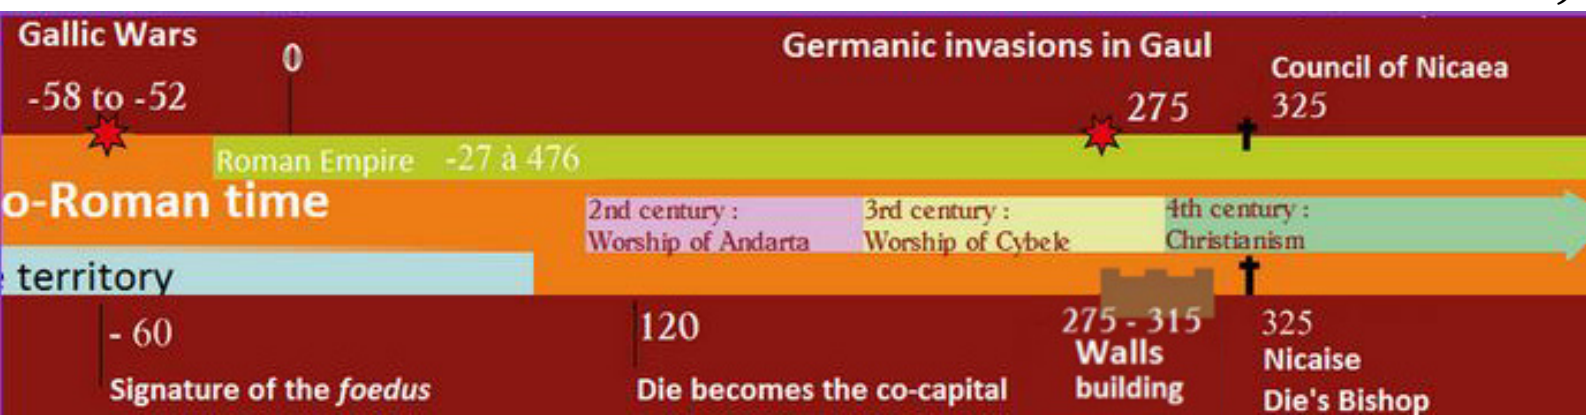 Gallic Wars
-58 to -52
0
Germanic invasions in Gaul
275
Council of Nicaea
325
Roman Empire -27 à 476
o-Roman time
2nd century :
Worship of Andarta
3rd century :
Worship of Cybele
4th century :
Christianism
territory
- 60
Signature of the foedus
120
Die becomes the co-capital
275 - 315
Walls
building
325
Nicaise
Die's Bishop